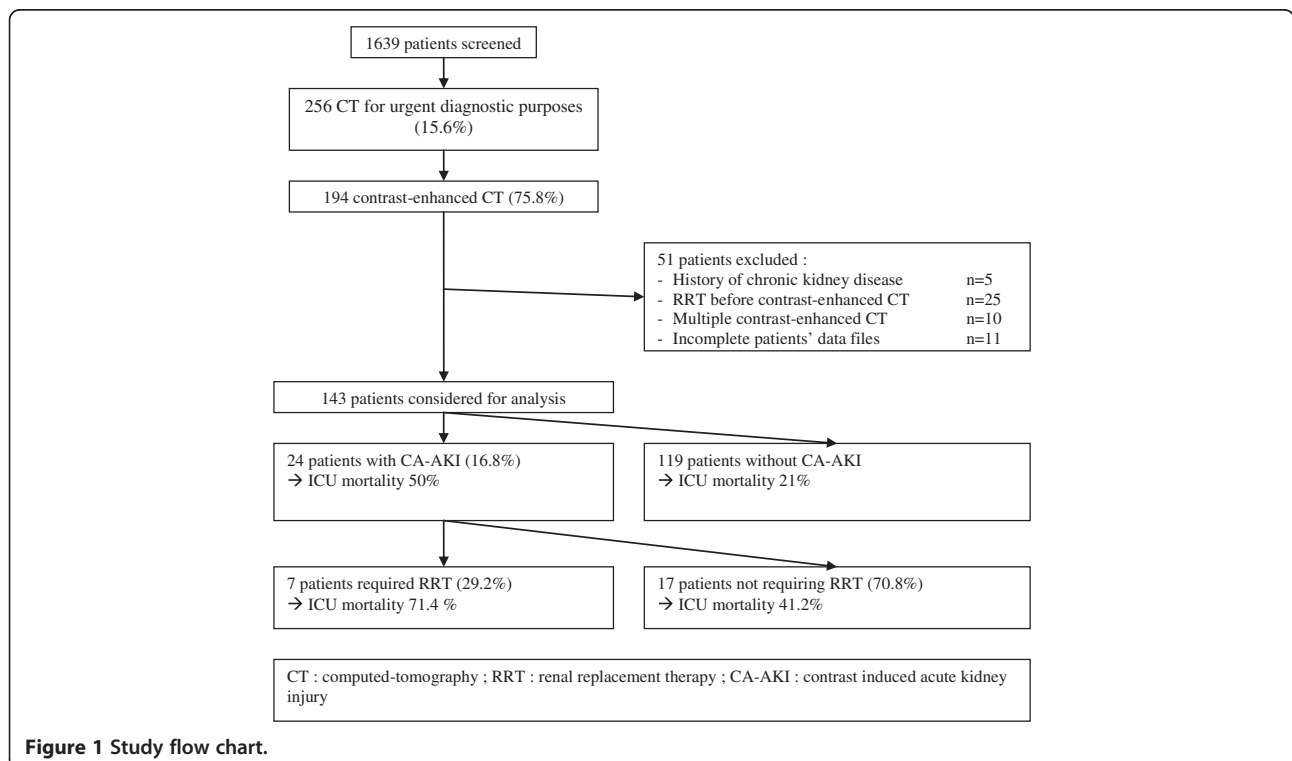 1639 patients screened
256 CT for urgent diagnostic purposes
(15.6%)
194 contrast-enhanced CT (75.8%)
51 patients excluded :
- History of chronic kidney disease n=5
- RRT before contrast-enhanced CT n=25
- Multiple contrast-enhanced CT n=10
- Incomplete patients’ data files n=11
143 patients considered for analysis
24 patients with CA-AKI (16.8%)
→ ICU mortality 50%
119 patients without CA-AKI
→ ICU mortality 21%
7 patients required RRT (29.2%)
→ ICU mortality 71.4 %
17 patients not requiring RRT (70.8%)
→ ICU mortality 41.2%
CT : computed-tomography ; RRT : renal replacement therapy ; CA-AKI : contrast induced acute kidney
injury
Figure 1 Study flow chart.